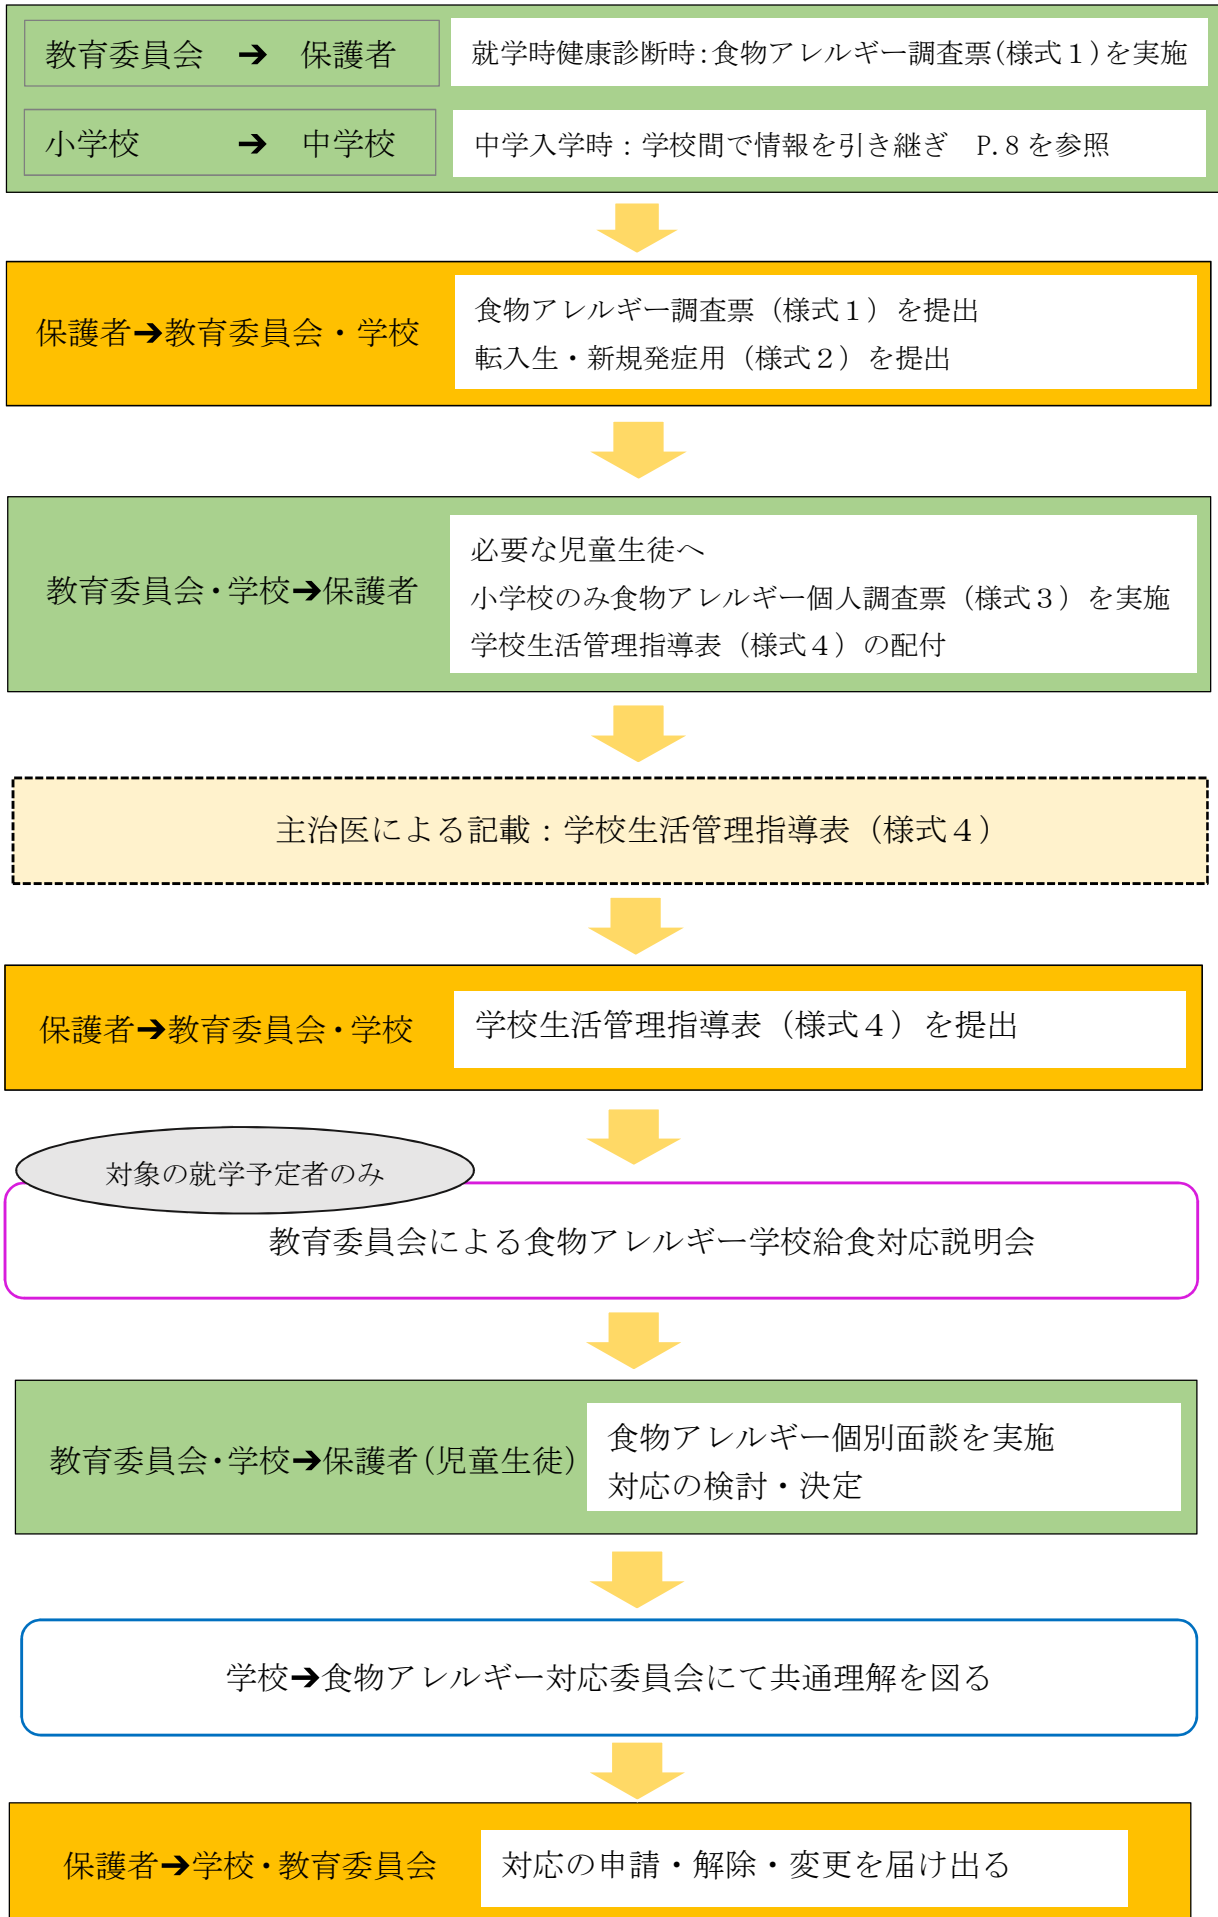 教育委員会 ➔ 保護者 就学時健康診断時:食物アレルギー調査票(様式１)を実施
小学校 ➔ 中学校 中学入学時：学校間で情報を引き継ぎ　P.８を参照
保護者➔教育委員会・学校
食物アレルギー調査票（様式１）を提出
転入生・新規発症用（様式２）を提出
教育委員会・学校➔保護者
必要な児童生徒へ
小学校のみ食物アレルギー個人調査票（様式３）を実施
学校生活管理指導表（様式４）の配付
主治医による記載：学校生活管理指導表（様式４）
保護者➔教育委員会・学校 学校生活管理指導表（様式４）を提出
対象の就学予定者のみ
教育委員会による食物アレルギー学校給食対応説明会
教育委員会・学校➔保護者(児童生徒)
食物アレルギー個別面談を実施
対応の検討・決定
学校➔食物アレルギー対応委員会にて共通理解を図る
保護者➔学校・教育委員会 対応の申請・解除・変更を届け出る